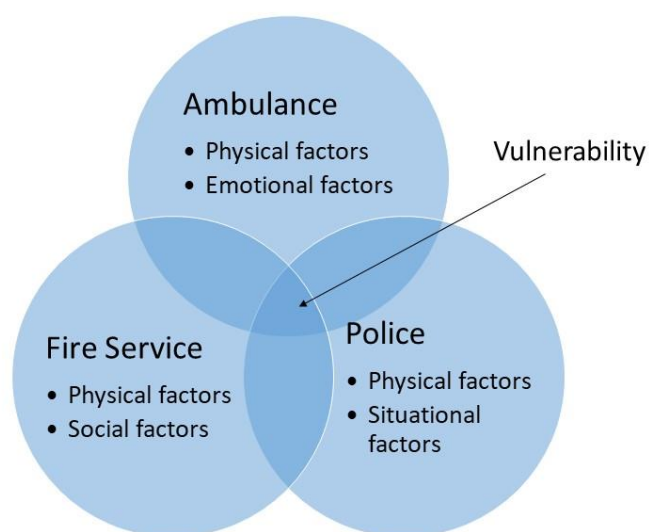 Ambulance
• Physical factors
• Emotional factors
Vulnerability
Fire Service
• Physical factors
• Social factors
Police
• Physical factors
• Situational
factors